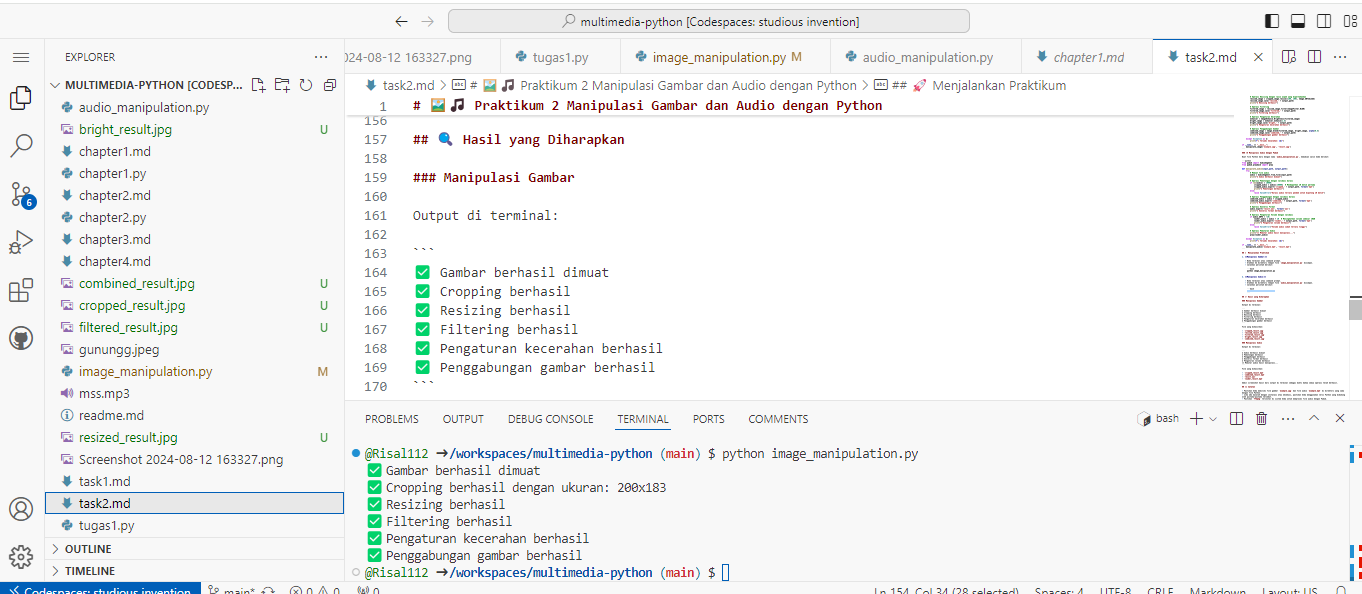 multimedia-python [Codespaces: studious invention]
EXPLORER
MULTIMEDIA-PYTHON [CODESP...
audio_manipulation.py
bright_result.jpg U
chapter1.md
chapter1.py
chapter2.md
chapter2.py
chapter3.md
chapter4.md
combined_result.jpg U
cropped_result.jpg U
filtered_result.jpg U
gunungg.jpeg
image_manipulation.py M
mss.mp3
readme.md
resized_result.jpg U
Screenshot 2024-08-12 163327.png
task1.md
task2.md
tugas1.py
OUTLINE
TIMELINE
6
024-08-12 163327.png tugas1.py image_manipulation.py M audio_manipulation.py chapter1.md task2.md
task2.md > # 🖼️🎵 Praktikum 2 Manipulasi Gambar dan Audio dengan Python > ## 🚀 Menjalankan Praktikum
1 # 🖼️🎵 Praktikum 2 Manipulasi Gambar dan Audio dengan Python
156
157 ## 🔍 Hasil yang Diharapkan
158
159 ### Manipulasi Gambar
160
161 Output di terminal:
162
163 ```
164 ✅ Gambar berhasil dimuat
165 ✅ Cropping berhasil
166 ✅ Resizing berhasil
167 ✅ Filtering berhasil
168 ✅ Pengaturan kecerahan berhasil
169 ✅ Penggabungan gambar berhasil
170 ```
PROBLEMS OUTPUT DEBUG CONSOLE TERMINAL PORTS COMMENTS bash
@Risal112 ➜/workspaces/multimedia-python (main) $ python image_manipulation.py
✅ Gambar berhasil dimuat
✅ Cropping berhasil dengan ukuran: 200x183
✅ Resizing berhasil
✅ Filtering berhasil
✅ Pengaturan kecerahan berhasil
✅ Penggabungan gambar berhasil
@Risal112 ➜/workspaces/multimedia-python (main) $
Codespaces: studious invention main* 0 0 0 Ln 154, Col 34 (28 selected) Spaces: 4 UTF-8 CRLF Markdown Layout: US